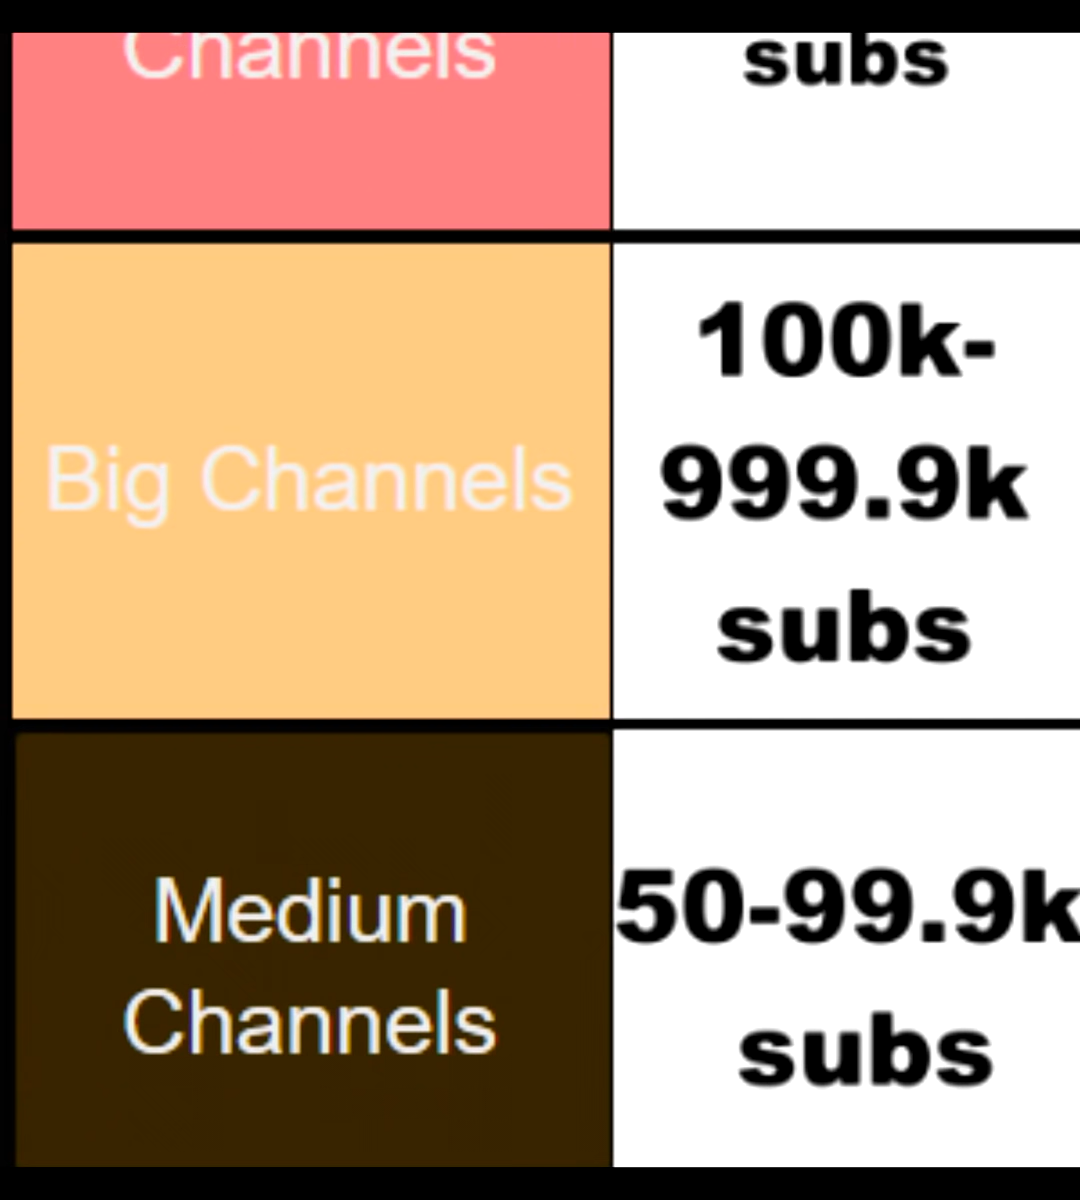 Channels
subs
Big Channels
100k-
999.9k
subs
Medium
Channels
50-99.9k
subs